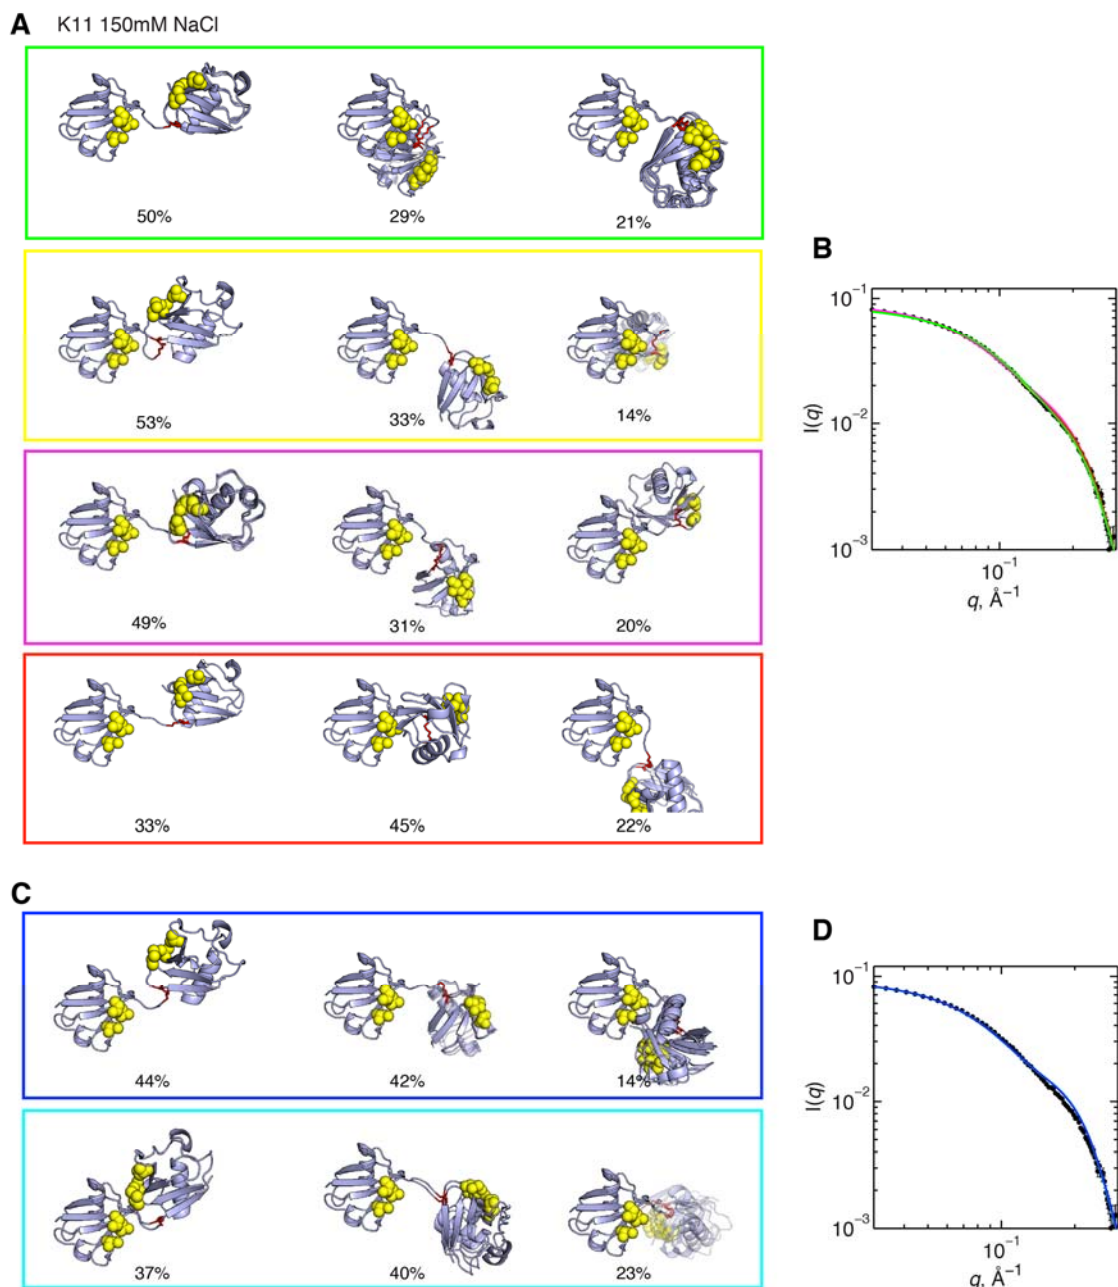 A K11 150mM NaCl
50% 29% 21%
53% 33% 14%
49% 31% 20%
33% 45% 22%
B
10⁻¹
10⁻²
10⁻³
I(q)
10⁻¹
q, Å⁻¹
C
44% 42% 14%
37% 40% 23%
D
10⁻¹
10⁻²
10⁻³
I(q)
10⁻¹
q, Å⁻¹